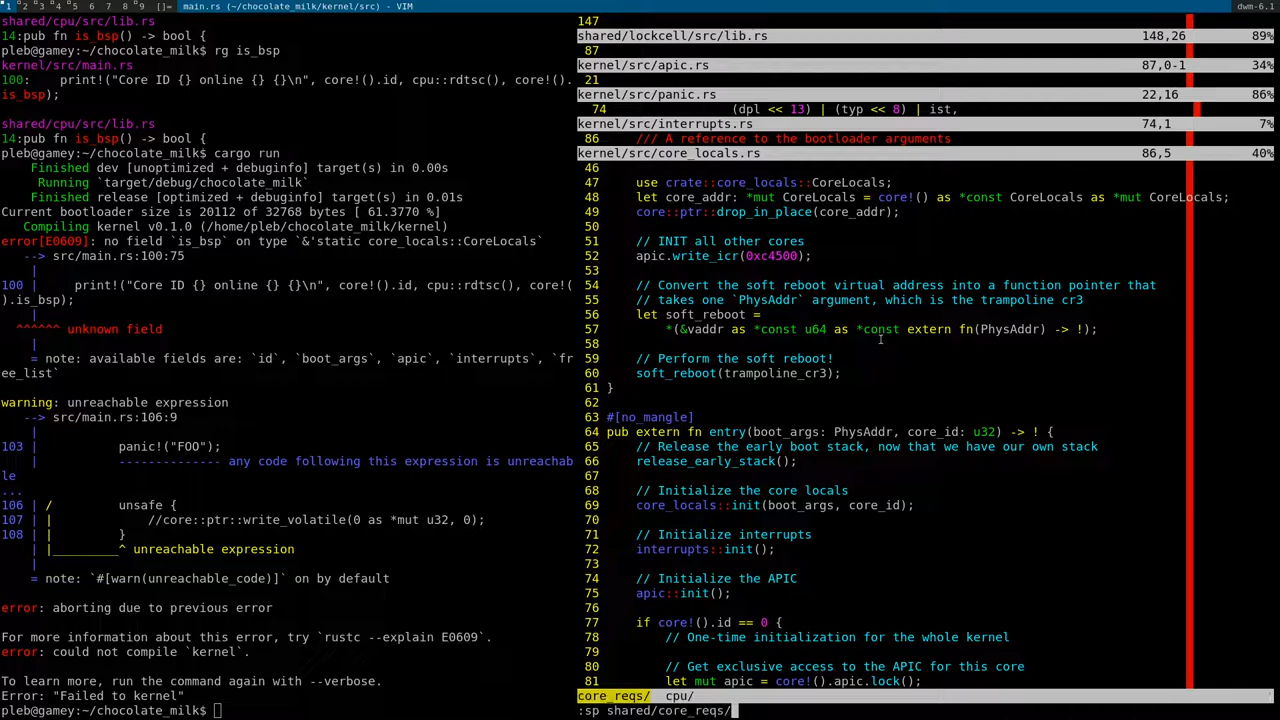 1 2 3 4 5 6 7 8 9 []= main.rs (~/chocolate_milk/kernel/src) - VIM dwm-6.1
shared/cpu/src/lib.rs
14:pub fn is_bsp() -> bool {
pleb@gamey:~/chocolate_milk$ rg is_bsp
kernel/src/main.rs
100:    print!("Core ID {} online {} {}\n", core!().id, cpu::rdtsc(), core!().
is_bsp);
shared/cpu/src/lib.rs
14:pub fn is_bsp() -> bool {
pleb@gamey:~/chocolate_milk$ cargo run
    Finished dev [unoptimized + debuginfo] target(s) in 0.00s
     Running `target/debug/chocolate_milk`
    Finished release [optimized + debuginfo] target(s) in 0.01s
Current bootloader size is 20112 of 32768 bytes [ 61.3770 %]
   Compiling kernel v0.1.0 (/home/pleb/chocolate_milk/kernel)
error[E0609]: no field `is_bsp` on type `&'static core_locals::CoreLocals`
   --> src/main.rs:100:75
    |
100 |     print!("Core ID {} online {} {}\n", core!().id, cpu::rdtsc(), core!(
).is_bsp);
    |
  ^^^^^^ unknown field
    |
    = note: available fields are: `id`, `boot_args`, `apic`, `interrupts`, `fr
ee_list`
warning: unreachable expression
   --> src/main.rs:106:9
    |
103 |         panic!("FOO");
    |         -------------- any code following this expression is unreachab
le
...
106 | /         unsafe {
107 | |             //core::ptr::write_volatile(0 as *mut u32, 0);
108 | |         }
    | |_________^ unreachable expression
    |
    = note: `#[warn(unreachable_code)]` on by default
error: aborting due to previous error
For more information about this error, try `rustc --explain E0609`.
error: could not compile `kernel`.
To learn more, run the command again with --verbose.
Error: "Failed to kernel"
pleb@gamey:~/chocolate_milk$
147
shared/lockcell/src/lib.rs 148,26 89%
87
kernel/src/apic.rs 87,0-1 34%
21
kernel/src/panic.rs 22,16 86%
74                 (dpl << 13) | (typ << 8) | ist,
kernel/src/interrupts.rs 74,1 7%
86     /// A reference to the bootloader arguments
kernel/src/core_locals.rs 86,5 40%
46
47     use crate::core_locals::CoreLocals;
48     let core_addr: *mut CoreLocals = core!() as *const CoreLocals as *mut CoreLocals;
49     core::ptr::drop_in_place(core_addr);
50
51     // INIT all other cores
52     apic.write_icr(0xc4500);
53
54     // Convert the soft reboot virtual address into a function pointer that
55     // takes one `PhysAddr` argument, which is the trampoline cr3
56     let soft_reboot =
57         *(&vaddr as *const u64 as *const extern fn(PhysAddr) -> !);
58
59     // Perform the soft reboot!
60     soft_reboot(trampoline_cr3);
61 }
62
63 #[no_mangle]
64 pub extern fn entry(boot_args: PhysAddr, core_id: u32) -> ! {
65     // Release the early boot stack, now that we have our own stack
66     release_early_stack();
67
68     // Initialize the core locals
69     core_locals::init(boot_args, core_id);
70
71     // Initialize interrupts
72     interrupts::init();
73
74     // Initialize the APIC
75     apic::init();
76
77     if core!().id == 0 {
78         // One-time initialization for the whole kernel
79
80         // Get exclusive access to the APIC for this core
81         let mut apic = core!().apic.lock();
core_reqs/  cpu/
:sp shared/core_reqs/